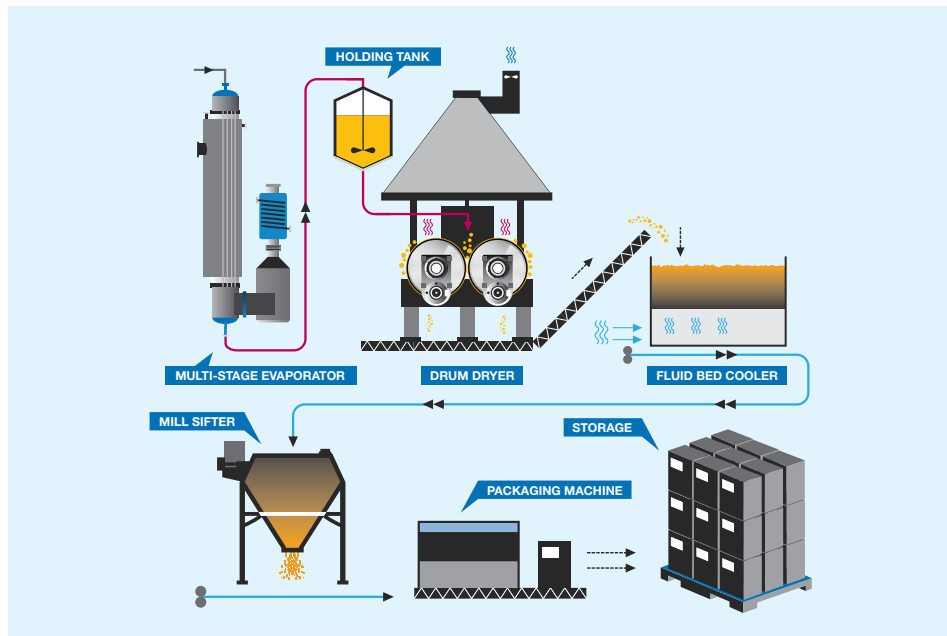 HOLDING TANK
MULTI-STAGE EVAPORATOR
DRUM DRYER
FLUID BED COOLER
MILL SIFTER
STORAGE
PACKAGING MACHINE